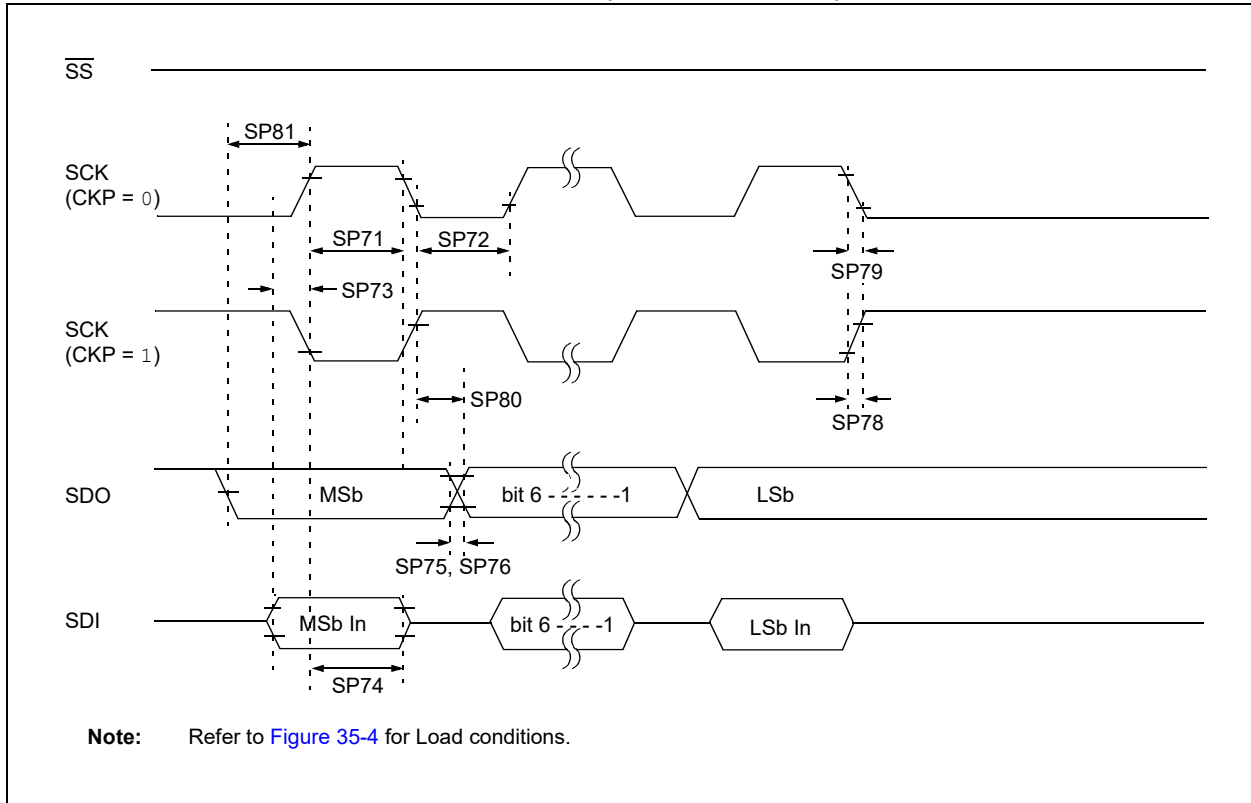 SS
SP81
SCK
(CKP = 0)
SP71
SP72
SP79
SP73
SCK
(CKP = 1)
SP80
SP78
SDO
MSb
bit 6 - - - - - -1
LSb
SP75, SP76
SDI
MSb In
bit 6 - - - -1
LSb In
SP74
Note: Refer to Figure 35-4 for Load conditions.